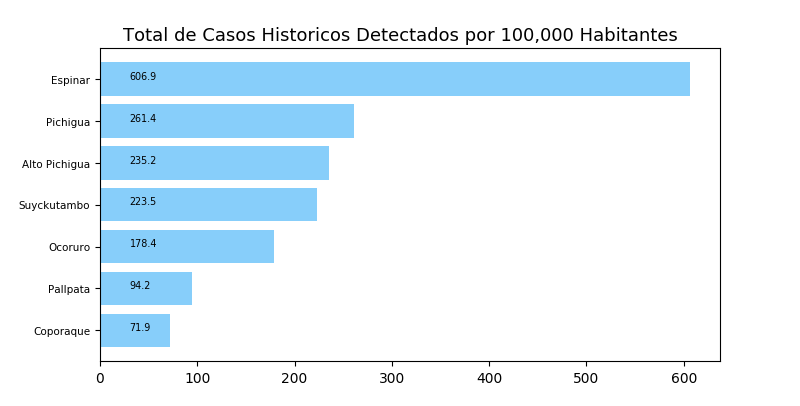 Total de Casos Historicos Detectados por 100,000 Habitantes
Espinar 606.9
Pichigua 261.4
Alto Pichigua 235.2
Suyckutambo 223.5
Ocoruro 178.4
Pallpata 94.2
Coporaque 71.9
0 100 200 300 400 500 600